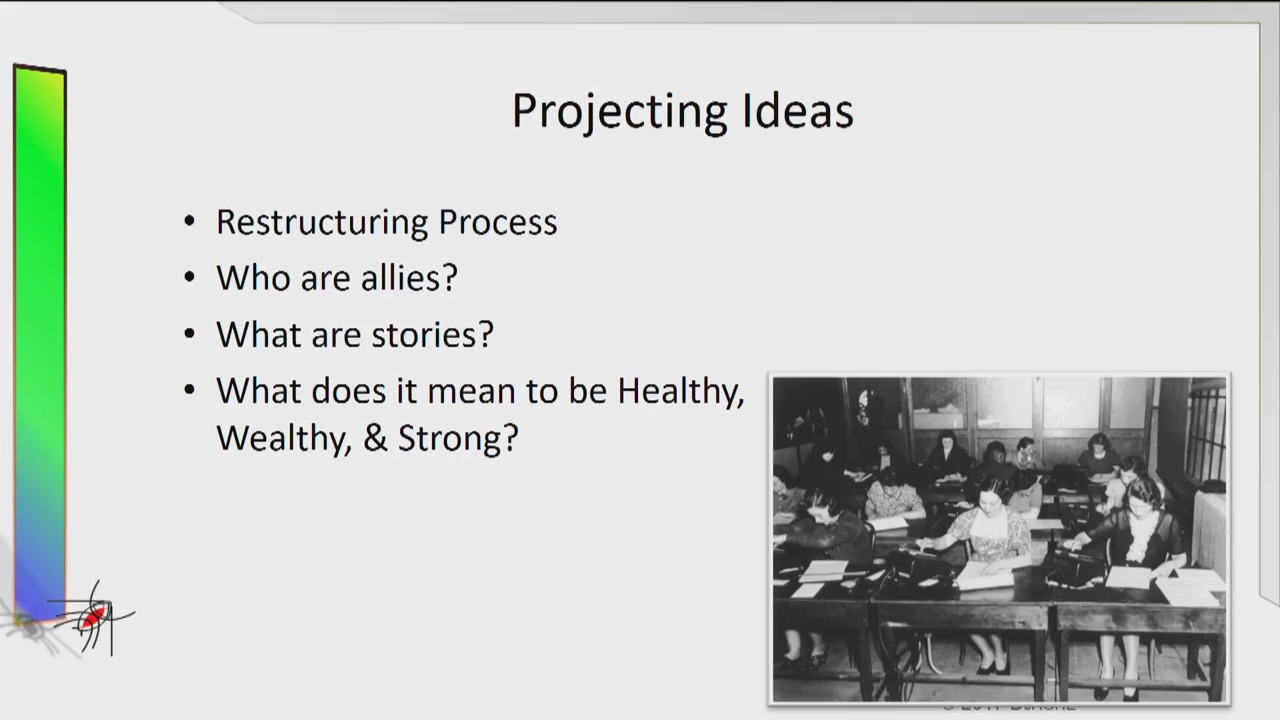 Projecting Ideas
• Restructuring Process
• Who are allies?
• What are stories?
• What does it mean to be Healthy,
Wealthy, & Strong?